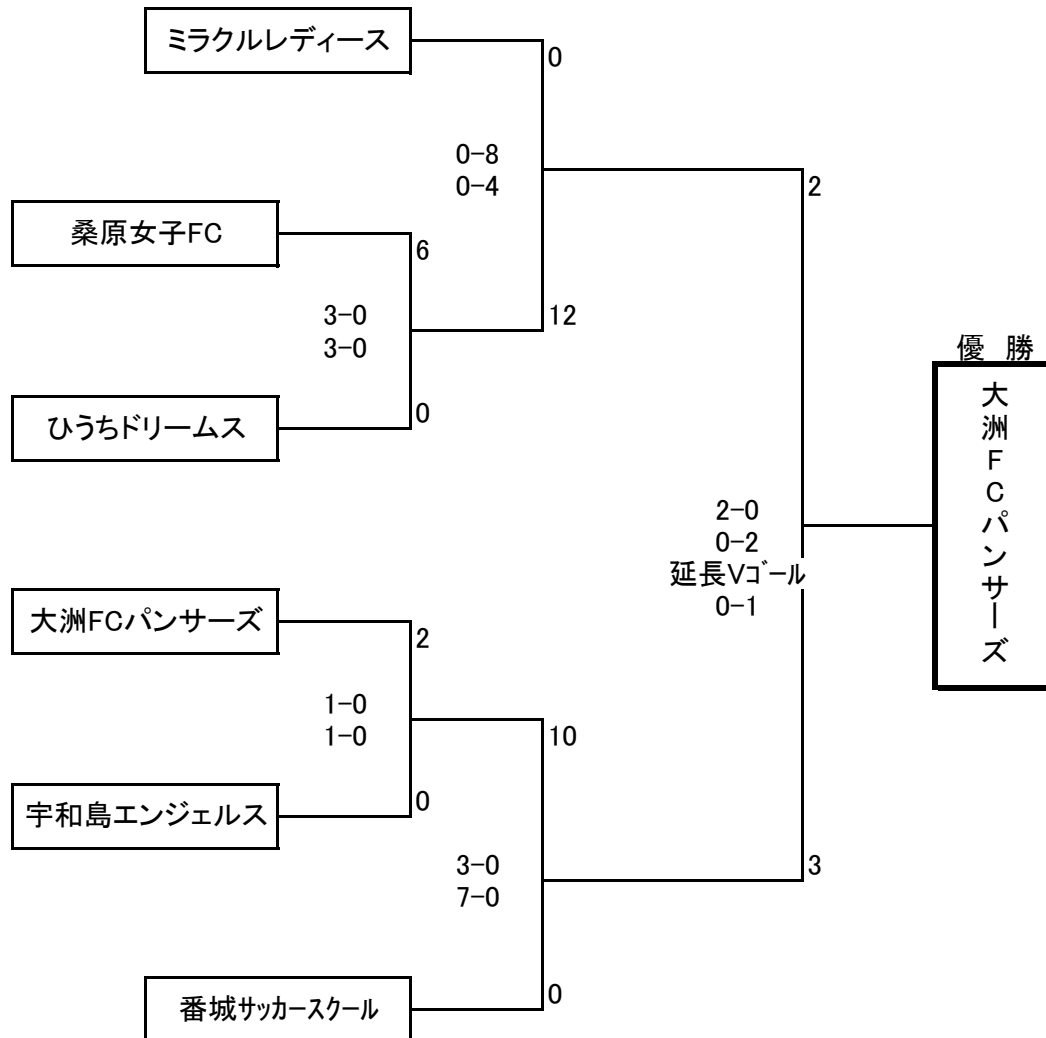 ミラクルレディース
0
0-8
0-4
2
桑原女子FC
6
3-0
3-0
12
ひうちドリームス
0
優 勝
大洲FCパンサーズ
2-0
0-2
延長Vゴール
0-1
大洲FCパンサーズ
2
1-0
1-0
10
宇和島エンジェルス
0
3-0
7-0
3
番城サッカースクール
0